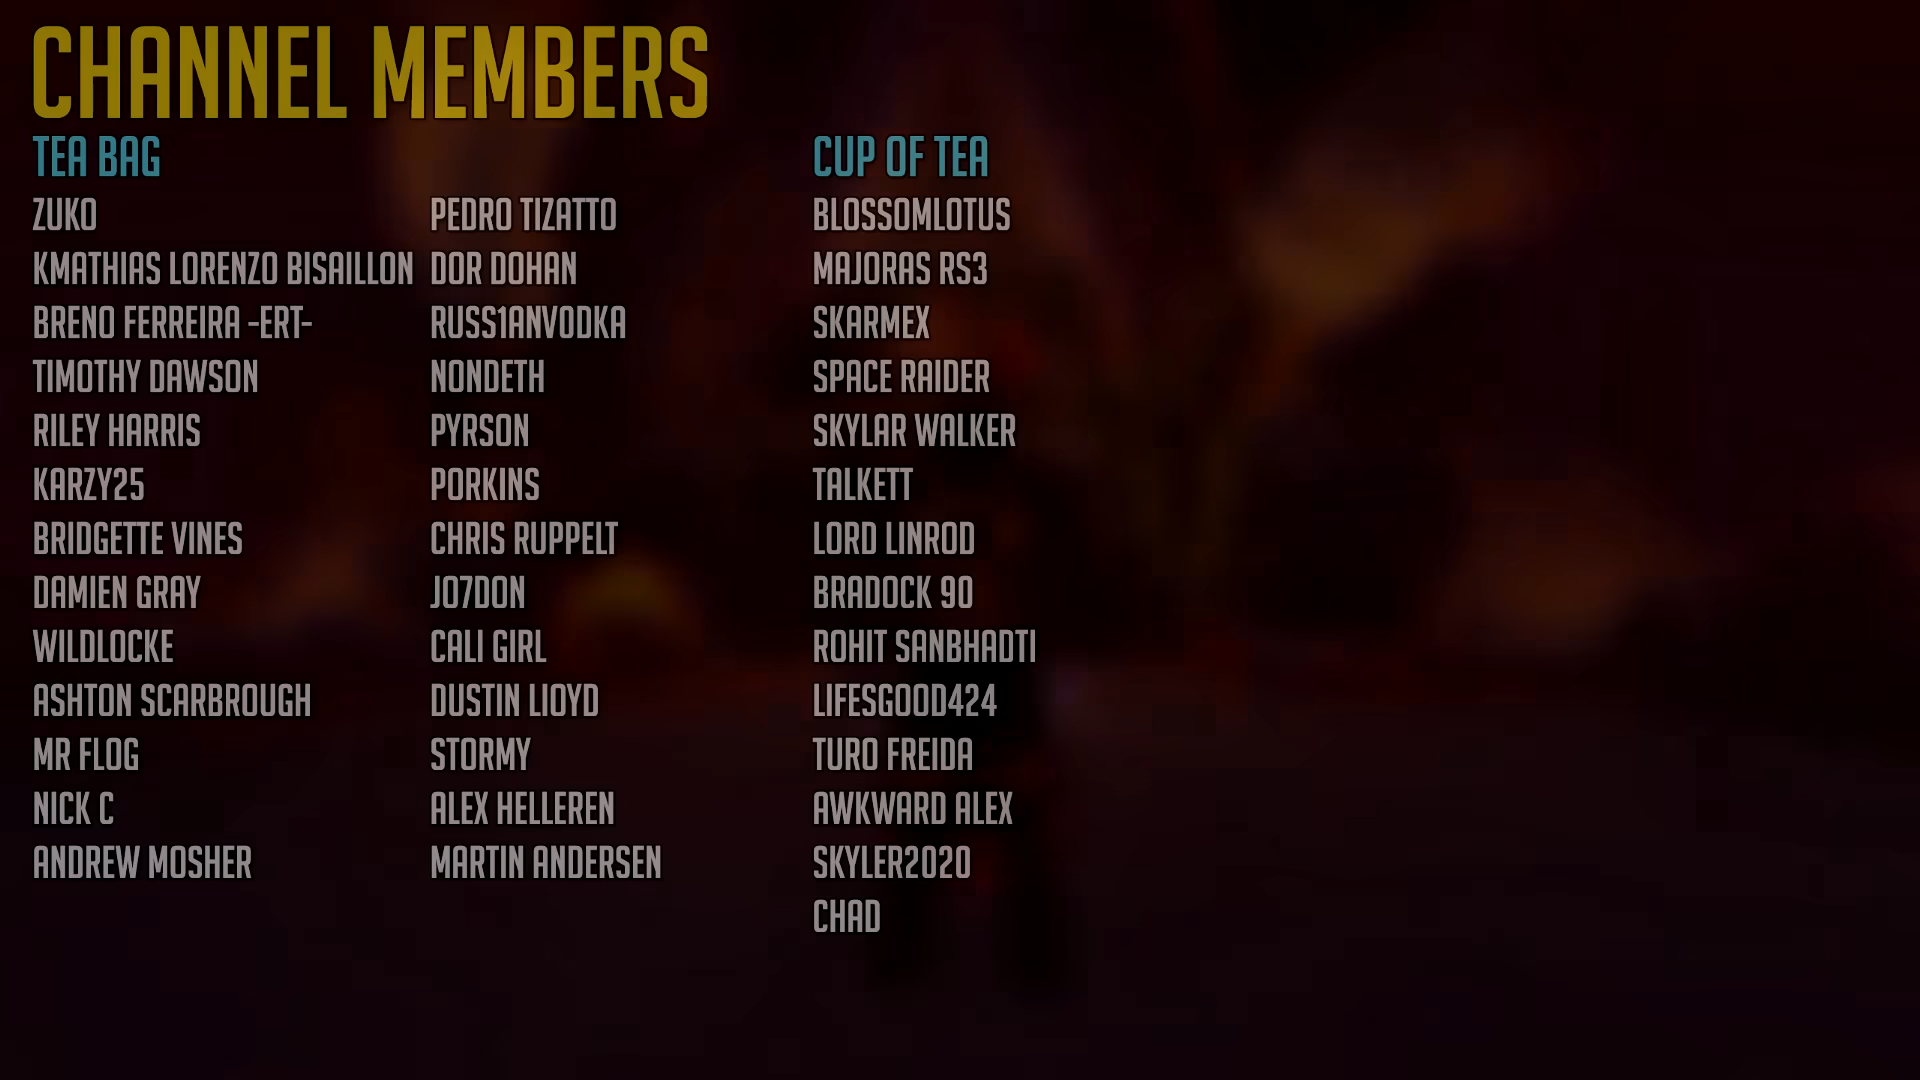 CHANNEL MEMBERS
TEA BAG
ZUKO
KMATHIAS LORENZO BISAILLON
BRENO FERREIRA -ERT-
TIMOTHY DAWSON
RILEY HARRIS
KARZY25
BRIDGETTE VINES
DAMIEN GRAY
WILDLOCKE
ASHTON SCARBROUGH
MR FLOG
NICK C
ANDREW MOSHER
PEDRO TIZATTO
DOR DOHAN
RUSS1ANVODKA
NONDETH
PYRSON
PORKINS
CHRIS RUPPELT
JO7DON
CALI GIRL
DUSTIN LIOYD
STORMY
ALEX HELLEREN
MARTIN ANDERSEN
CUP OF TEA
BLOSSOMLOTUS
MAJORAS RS3
SKARMEX
SPACE RAIDER
SKYLAR WALKER
TALKETT
LORD LINROD
BRADOCK 90
ROHIT SANBHADTI
LIFESGOOD424
TURO FREIDA
AWKWARD ALEX
SKYLER2020
CHAD